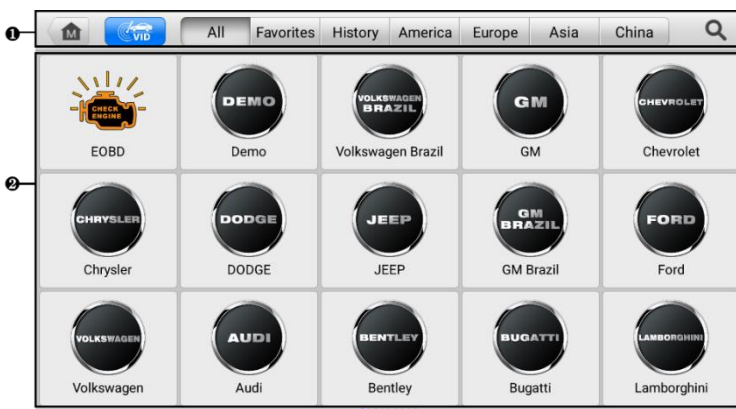 ❶ M VID All Favorites History America Europe Asia China
CHECK ENGINE DEMO VOLKSWAGEN BRAZIL GM CHEVROLET
EOBD Demo Volkswagen Brazil GM Chevrolet
❷
CHRYSLER DODGE JEEP GM BRAZIL FORD
Chrysler DODGE JEEP GM Brazil Ford
VOLKSWAGEN AUDI BENTLEY BUGATTI LAMBORGHINI
Volkswagen Audi Bentley Bugatti Lamborghini